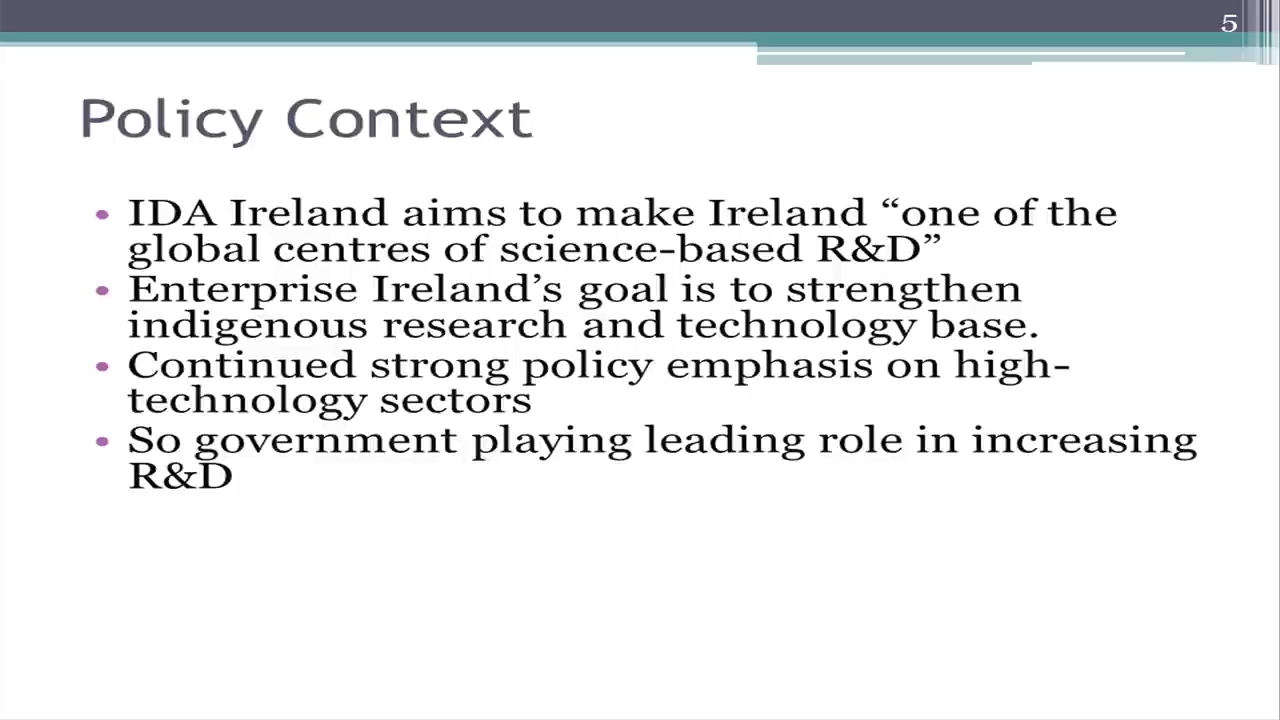 5
Policy Context
• IDA Ireland aims to make Ireland “one of the
global centres of science-based R&D”
• Enterprise Ireland’s goal is to strengthen
indigenous research and technology base.
• Continued strong policy emphasis on high-
technology sectors
• So government playing leading role in increasing
R&D